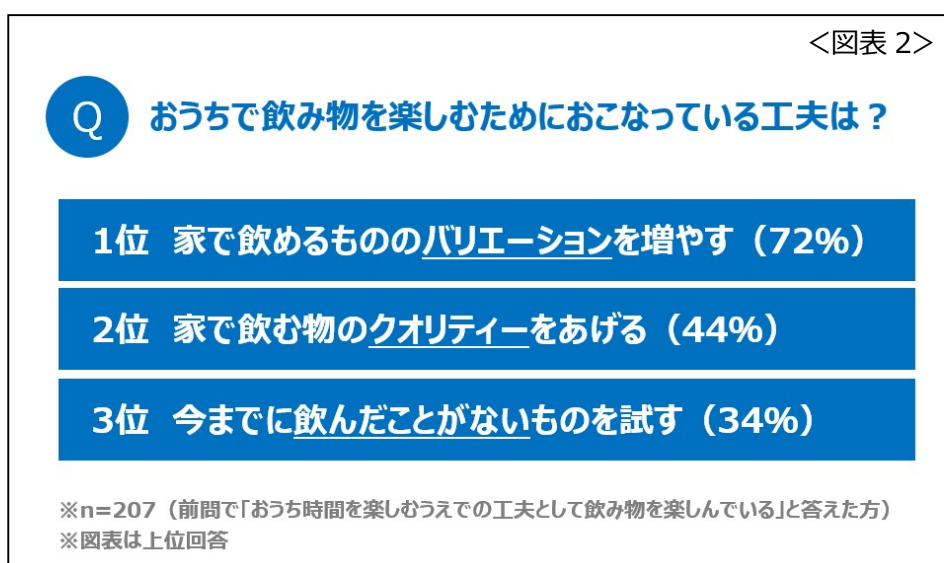 ＜図表 2＞
Q おうちで飲み物を楽しむためにおこなっている工夫は？
1位 家で飲めるもののバリエーションを増やす（72%）
2位 家で飲む物のクオリティーをあげる（44%）
3位 今までに飲んだことがないものを試す（34%）
※n=207（前問で「おうち時間を楽しむうえでの工夫として飲み物を楽しんでいる」と答えた方）
※図表は上位回答